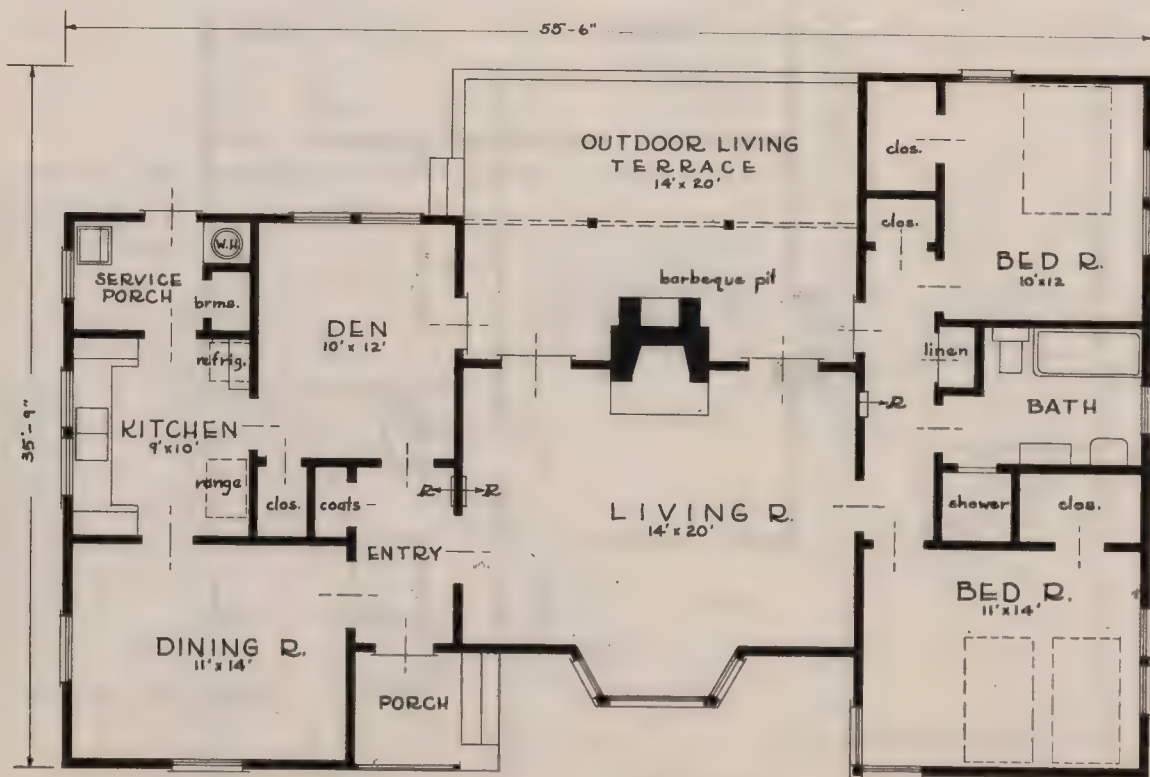 55'-6"
35'-9"
OUTDOOR LIVING
TERRACE
14' x 20'
clos.
clos.
BED R.
10'x12
W.H
SERVICE
PORCH
brms.
DEN
10' x 12'
barbeque pit
refrig.
linen
KITCHEN
9'x10'
R
BATH
range
clos.
coats
R
R
LIVING R.
14' x 20'
shower
clos.
ENTRY
DINING R.
11' x 14'
BED R.
11'x14'
PORCH